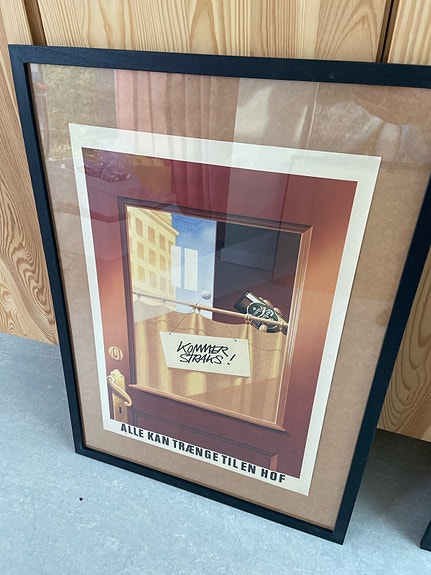 KOMMER
STRAKS!
ALLE KAN TRÆNGE TIL EN HOF